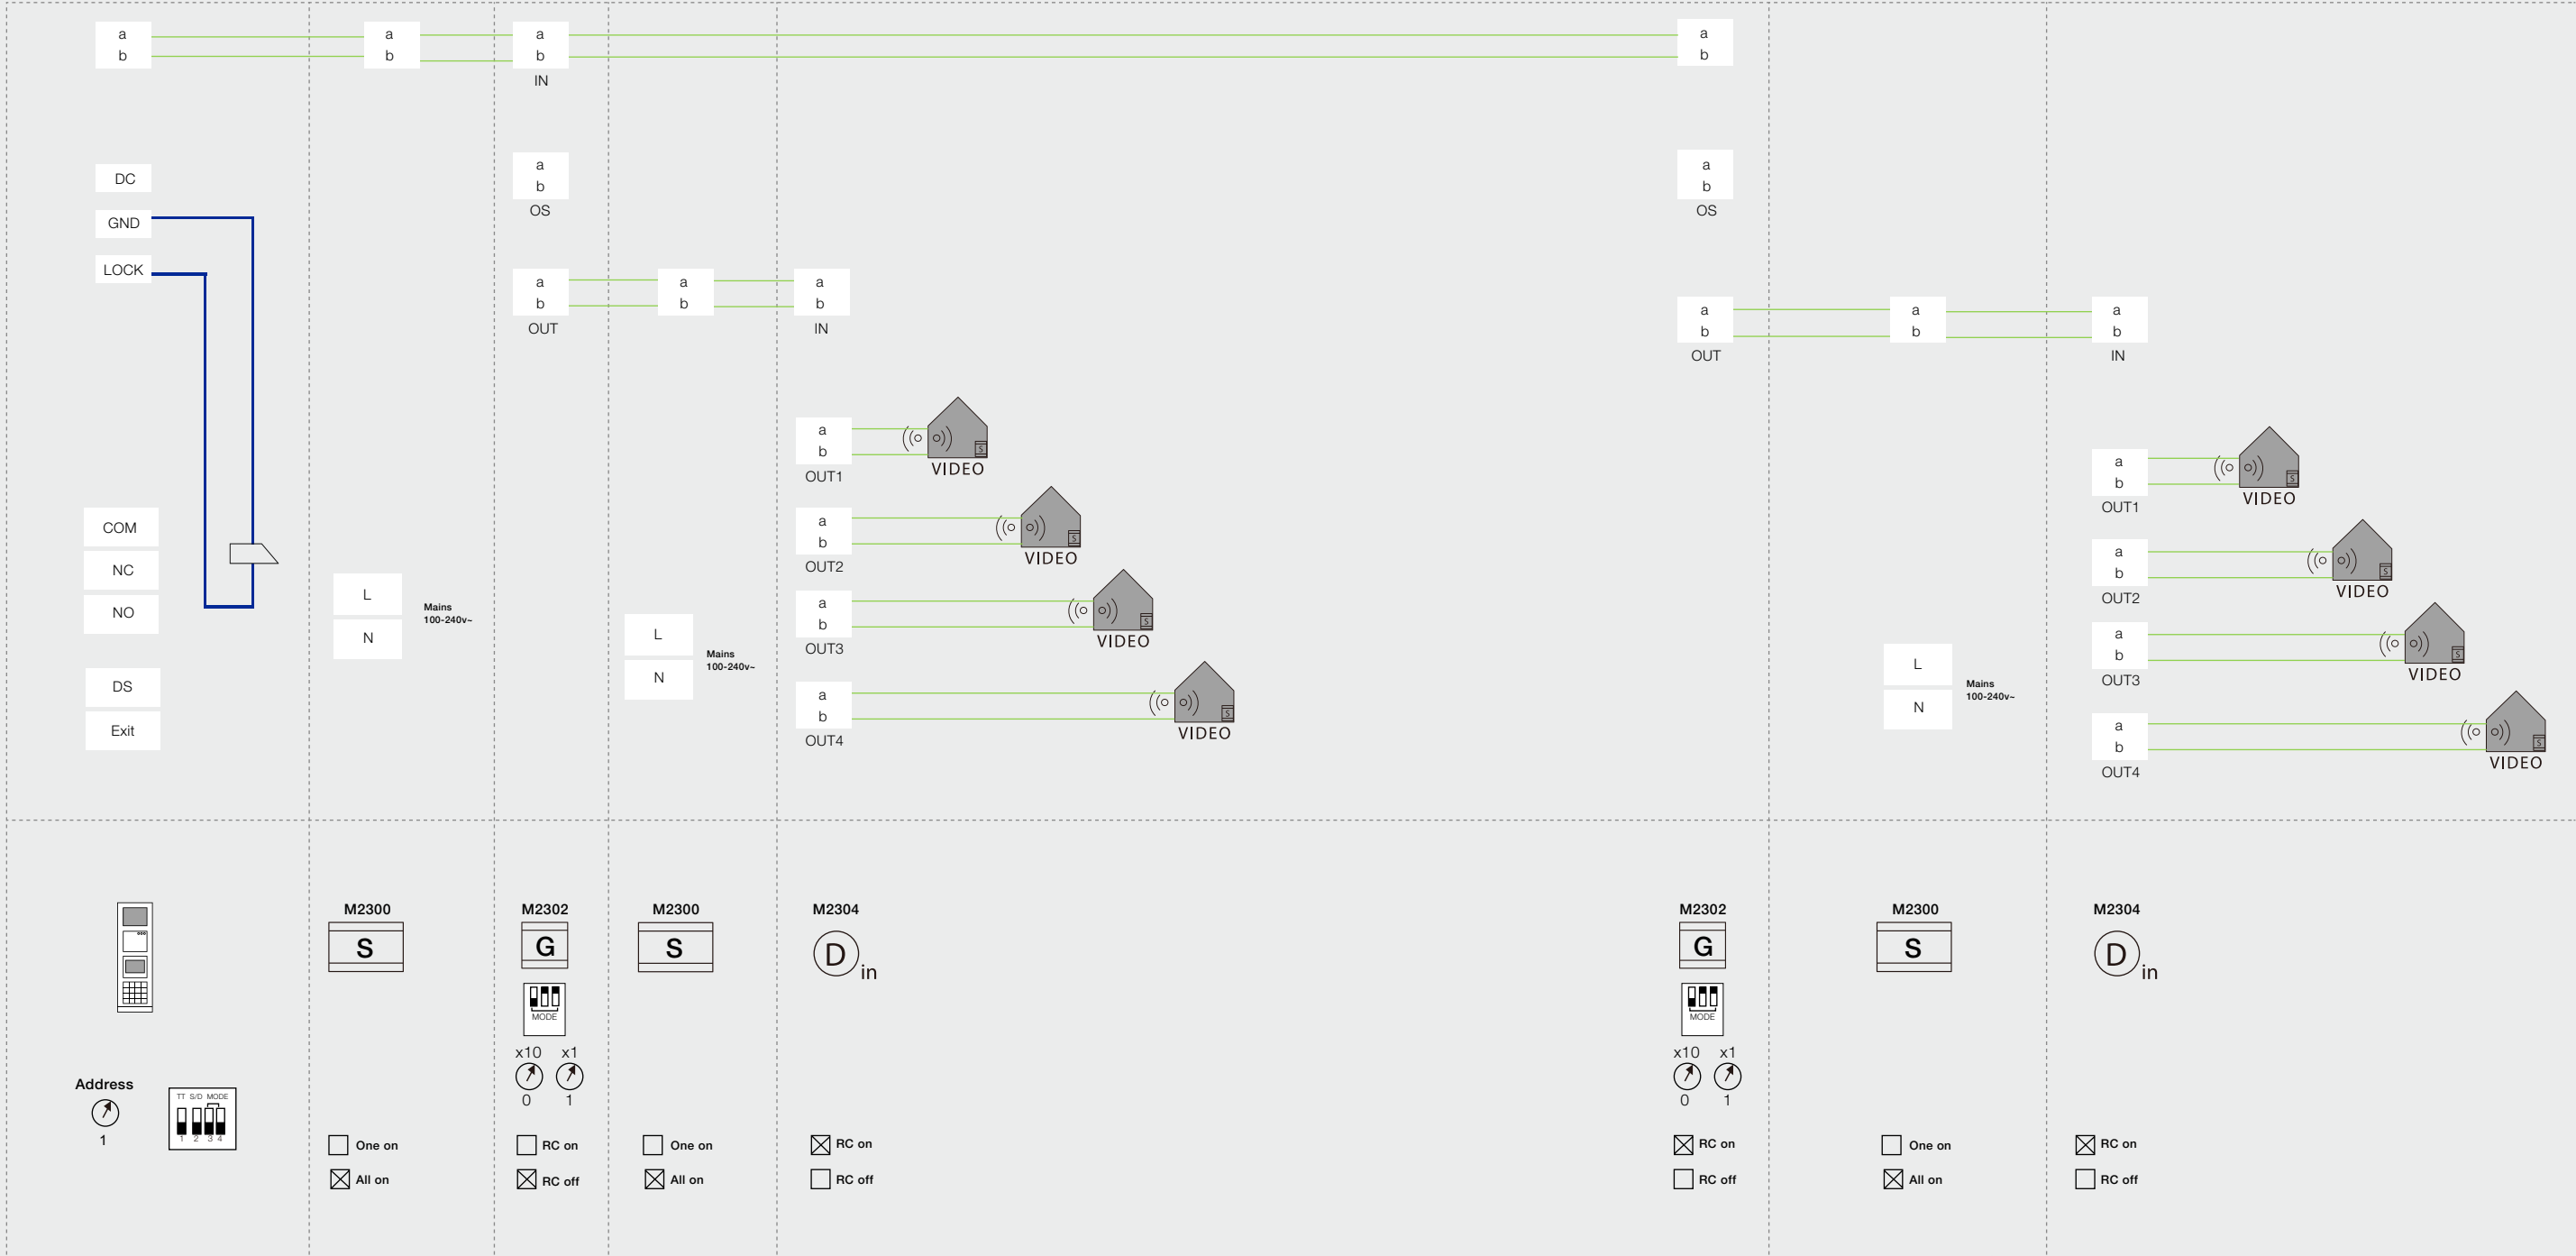 a
b
a
b
a
b
IN
a
b
DC
GND
LOCK
a
b
OS
a
b
OS
a
b
OUT
a
b
a
b
IN
a
b
OUT
a
b
a
b
IN
COM
NC
NO
DS
Exit
L
N
Mains
100-240v~
L
N
Mains
100-240v~
a
b
OUT1
VIDEO
S
a
b
OUT2
VIDEO
S
a
b
OUT3
VIDEO
S
a
b
OUT4
VIDEO
S
L
N
Mains
100-240v~
a
b
OUT1
VIDEO
S
a
b
OUT2
VIDEO
S
a
b
OUT3
VIDEO
S
a
b
OUT4
VIDEO
S
Address
1
TT S/D MODE
1 2 3 4
M2300
S
One on
All on
M2302
G
MODE
x10 x1
0 1
RC on
RC off
M2300
S
One on
All on
M2304
D in
RC on
RC off
M2302
G
MODE
x10 x1
0 1
RC on
RC off
M2300
S
One on
All on
M2304
D in
RC on
RC off